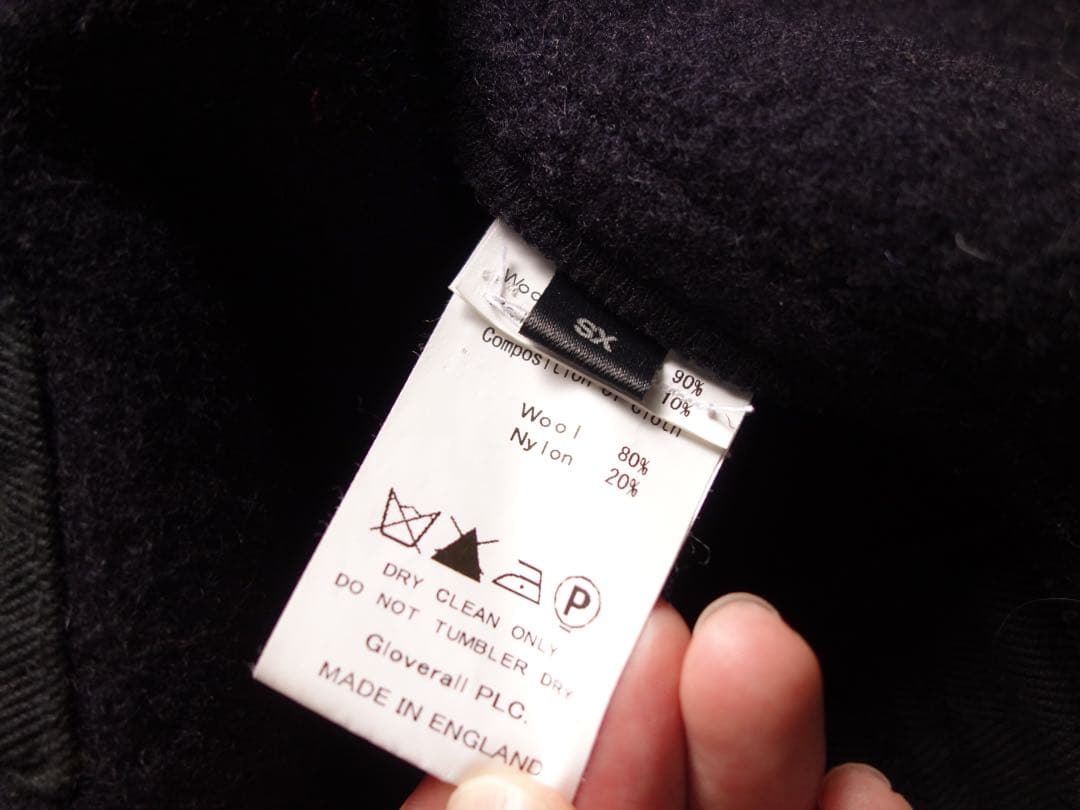 SX
90%
10%
Composition of Cloth
Wool 80%
Nylon 20%
P
DRY CLEAN ONLY
DO NOT TUMBLER DRY
Gloverall PLC.
MADE IN ENGLAND